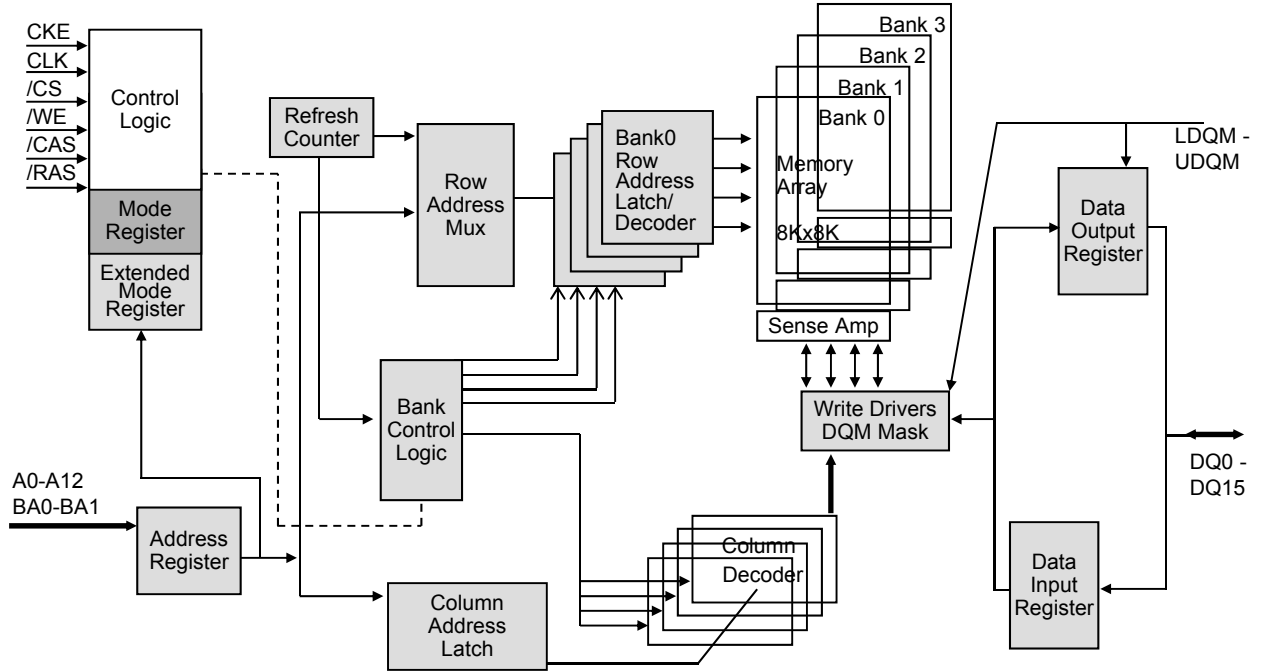 CKE
CLK
/CS
/WE
/CAS
/RAS
Control
Logic
Mode
Register
Extended
Mode
Register
A0-A12
BA0-BA1
Address
Register
Refresh
Counter
Row
Address
Mux
Bank
Control
Logic
Column
Address
Latch
Bank0
Row
Address
Latch/
Decoder
Bank 3
Bank 2
Bank 1
Bank 0
Memory
Array
8Kx8K
Sense Amp
Write Drivers
DQM Mask
Column
Decoder
LDQM -
UDQM
Data
Output
Register
DQ0 -
DQ15
Data
Input
Register